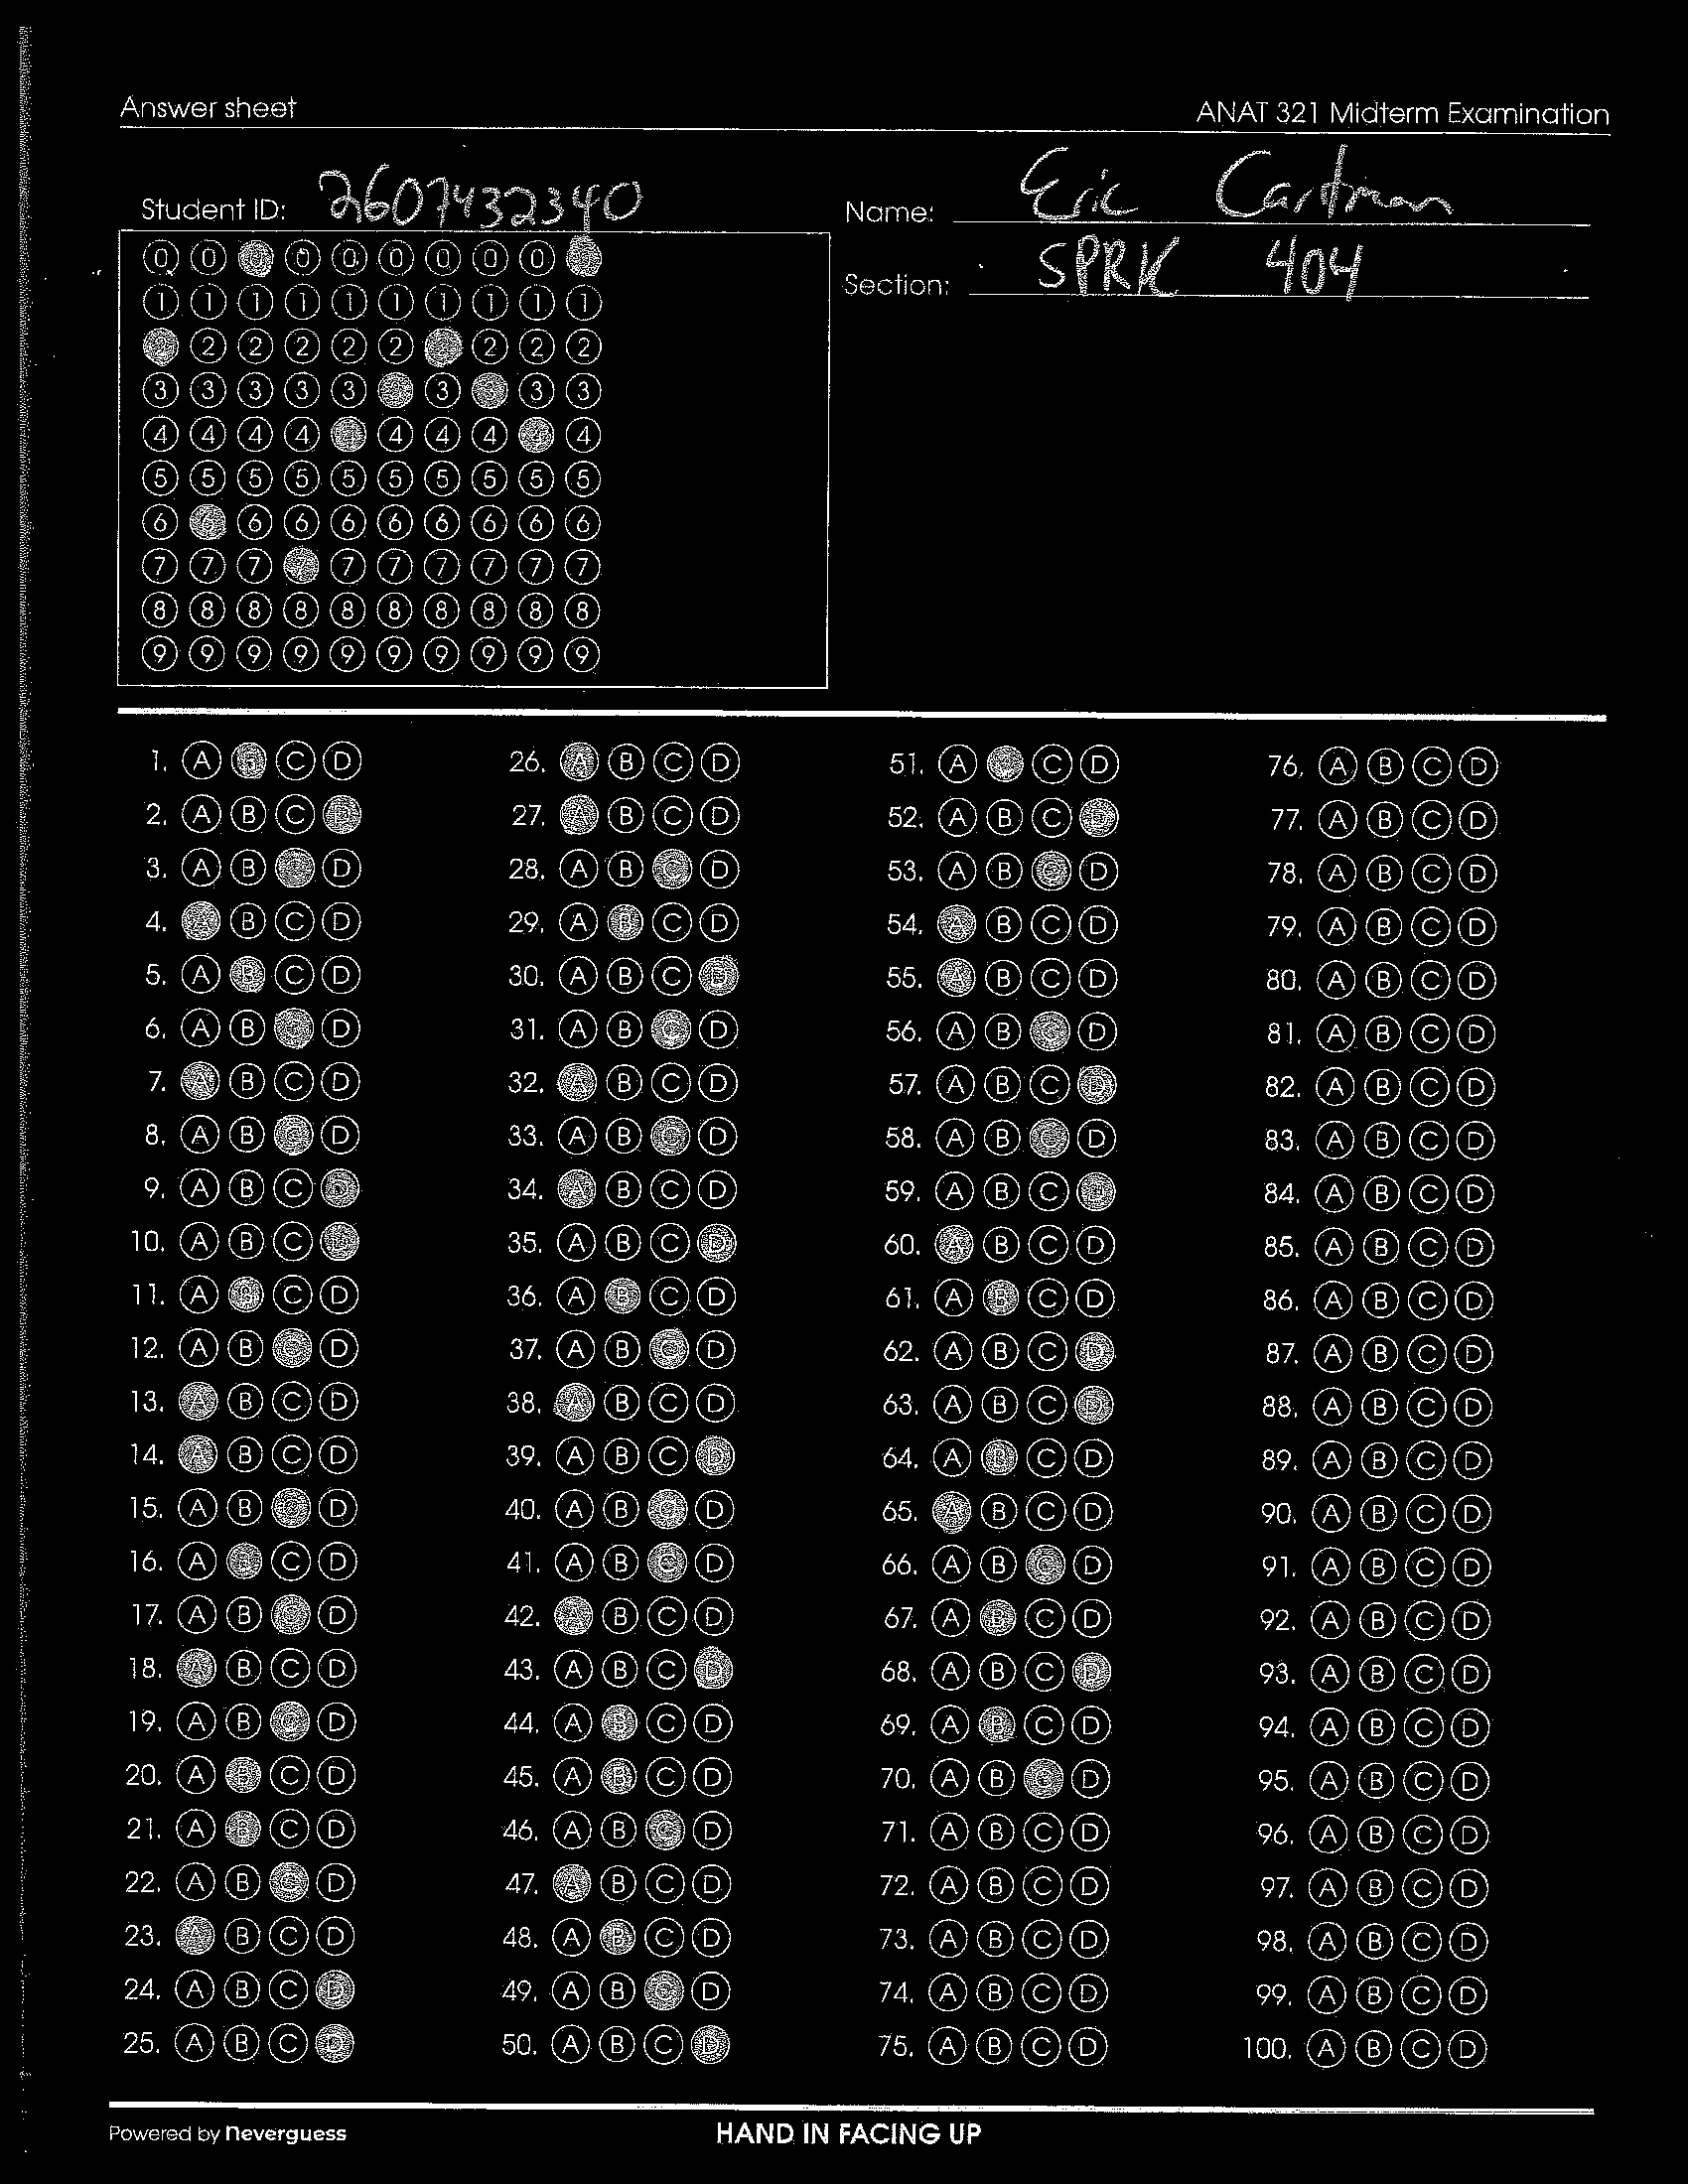 Answer sheet ANAT 321 Midterm Examination
Student ID: 2607432340 Name: Eric Cartman
Section: SPRK 404
0 0 0 0 0 0 0 0 0 0
1 1 1 1 1 1 1 1 1 1
2 2 2 2 2 2 2 2 2 2
3 3 3 3 3 3 3 3 3 3
4 4 4 4 4 4 4 4 4 4
5 5 5 5 5 5 5 5 5 5
6 6 6 6 6 6 6 6 6 6
7 7 7 7 7 7 7 7 7 7
8 8 8 8 8 8 8 8 8 8
9 9 9 9 9 9 9 9 9 9
1. A B C D 26. A B C D 51. A B C D 76. A B C D
2. A B C D 27. A B C D 52. A B C D 77. A B C D
3. A B C D 28. A B C D 53. A B C D 78. A B C D
4. A B C D 29. A B C D 54. A B C D 79. A B C D
5. A B C D 30. A B C D 55. A B C D 80. A B C D
6. A B C D 31. A B C D 56. A B C D 81. A B C D
7. A B C D 32. A B C D 57. A B C D 82. A B C D
8. A B C D 33. A B C D 58. A B C D 83. A B C D
9. A B C D 34. A B C D 59. A B C D 84. A B C D
10. A B C D 35. A B C D 60. A B C D 85. A B C D
11. A B C D 36. A B C D 61. A B C D 86. A B C D
12. A B C D 37. A B C D 62. A B C D 87. A B C D
13. A B C D 38. A B C D 63. A B C D 88. A B C D
14. A B C D 39. A B C D 64. A B C D 89. A B C D
15. A B C D 40. A B C D 65. A B C D 90. A B C D
16. A B C D 41. A B C D 66. A B C D 91. A B C D
17. A B C D 42. A B C D 67. A B C D 92. A B C D
18. A B C D 43. A B C D 68. A B C D 93. A B C D
19. A B C D 44. A B C D 69. A B C D 94. A B C D
20. A B C D 45. A B C D 70. A B C D 95. A B C D
21. A B C D 46. A B C D 71. A B C D 96. A B C D
22. A B C D 47. A B C D 72. A B C D 97. A B C D
23. A B C D 48. A B C D 73. A B C D 98. A B C D
24. A B C D 49. A B C D 74. A B C D 99. A B C D
25. A B C D 50. A B C D 75. A B C D 100. A B C D
Powered by neverguess HAND IN FACING UP